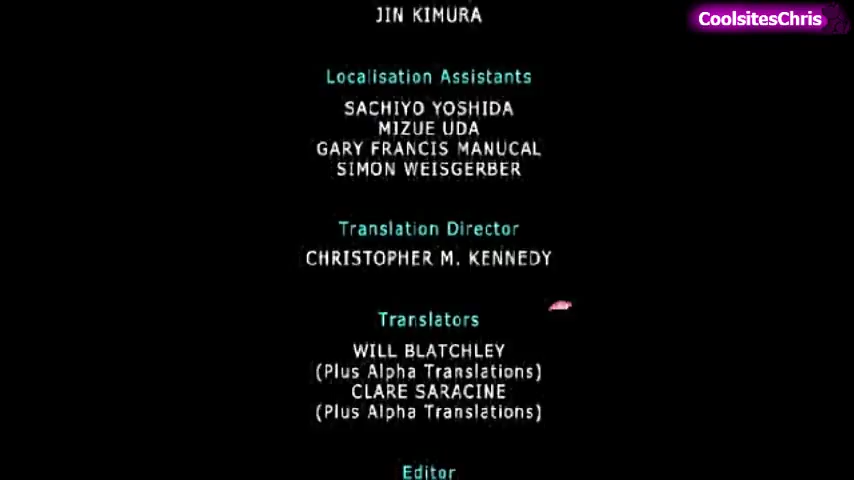 JIN KIMURA
CoolsitesChris
Localisation Assistants
SACHIYO YOSHIDA
MIZUE UDA
GARY FRANCIS MANUCAL
SIMON WEISGERBER
Translation Director
CHRISTOPHER M. KENNEDY
Translators
WILL BLATCHLEY
(Plus Alpha Translations)
CLARE SARACINE
(Plus Alpha Translations)
Editor